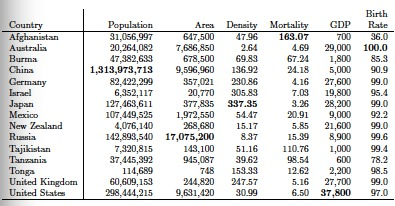 Birth
Country Population Area Density Mortality GDP Rate
Afghanistan 31,056,997 647,500 47.96 163.07 700 36.0
Australia 20,264,082 7,686,850 2.64 4.69 29,000 100.0
Burma 47,382,633 678,500 69.83 67.24 1,800 85.3
China 1,313,973,713 9,596,960 136.92 24.18 5,000 90.9
Germany 82,422,299 357,021 230.86 4.16 27,600 99.0
Israel 6,352,117 20,770 305.83 7.03 19,800 95.4
Japan 127,463,611 377,835 337.35 3.26 28,200 99.0
Mexico 107,449,525 1,972,550 54.47 20.91 9,000 92.2
New Zealand 4,076,140 268,680 15.17 5.85 21,600 99.0
Russia 142,893,540 17,075,200 8.37 15.39 8,900 99.6
Tajikistan 7,320,815 143,100 51.16 110.76 1,000 99.4
Tanzania 37,445,392 945,087 39.62 98.54 600 78.2
Tonga 114,689 748 153.33 12.62 2,200 98.5
United Kingdom 60,609,153 244,820 247.57 5.16 27,700 99.0
United States 298,444,215 9,631,420 30.99 6.50 37,800 97.0